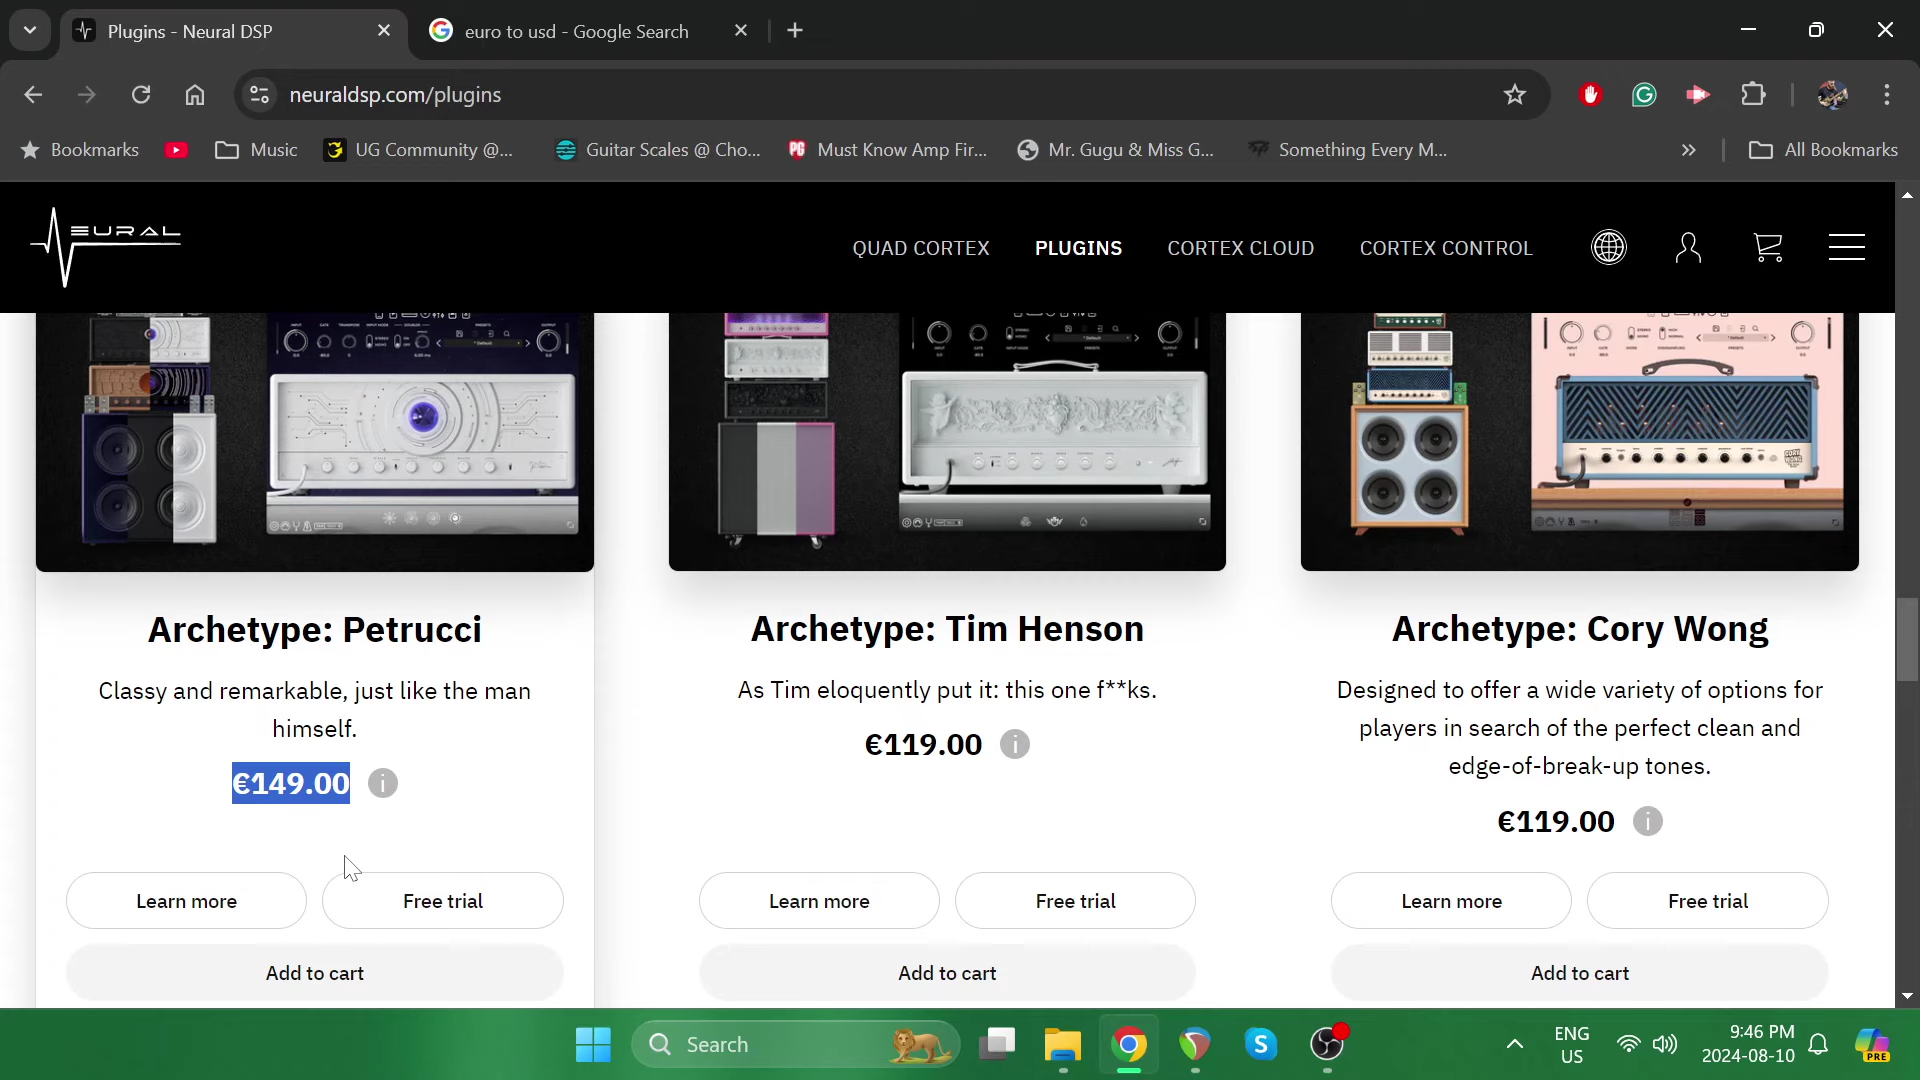 Plugins - Neural DSP
euro to usd - Google Search
neuraldsp.com/plugins
Bookmarks
Music
UG Community @...
Guitar Scales @ Cho...
Must Know Amp Fir...
Mr. Gugu & Miss G...
Something Every M...
All Bookmarks
EURAL
QUAD CORTEX
PLUGINS
CORTEX CLOUD
CORTEX CONTROL
Archetype: Petrucci
Archetype: Tim Henson
Archetype: Cory Wong
Classy and remarkable, just like the man
himself.
€149.00
As Tim eloquently put it: this one f**ks.
€119.00
Designed to offer a wide variety of options for
players in search of the perfect clean and
edge-of-break-up tones.
€119.00
Learn more
Free trial
Learn more
Free trial
Learn more
Free trial
Add to cart
Add to cart
Add to cart
Search
ENG
US
9:46 PM
2024-08-10
PRE